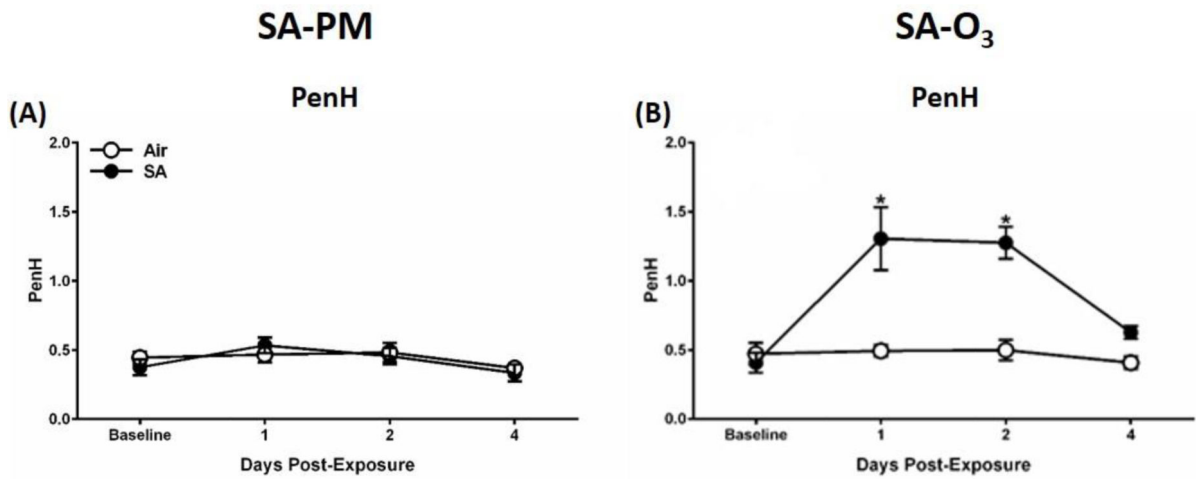 SA-PM
SA-O₃
PenH
PenH
(A)
(B)
2.0
1.5
1.0
0.5
0.0
PenH
Air
SA
Baseline
1
2
4
Days Post-Exposure
2.0
1.5
1.0
0.5
0.0
PenH
*
*
Baseline
1
2
4
Days Post-Exposure